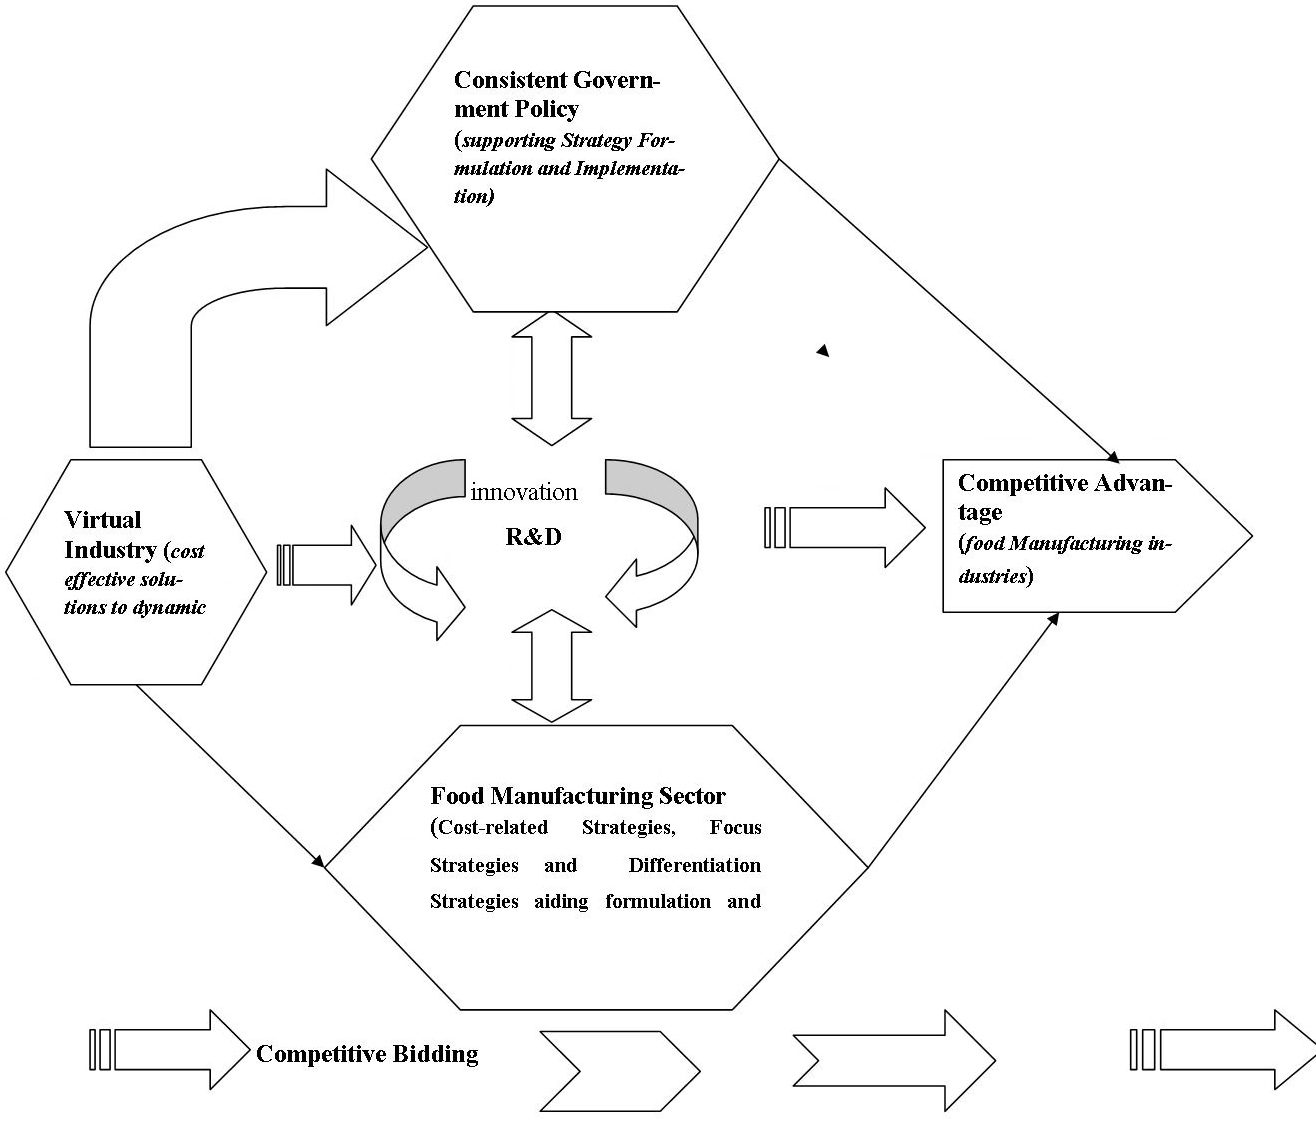 Consistent Govern-
ment Policy
(supporting Strategy For-
mulation and Implementa-
tion)
innovation
R&D
Virtual
Industry (cost
effective solu-
tions to dynamic
Competitive Advan-
tage
(food Manufacturing in-
dustries)
Food Manufacturing Sector
(Cost-related Strategies, Focus
Strategies and Differentiation
Strategies aiding formulation and
Competitive Bidding